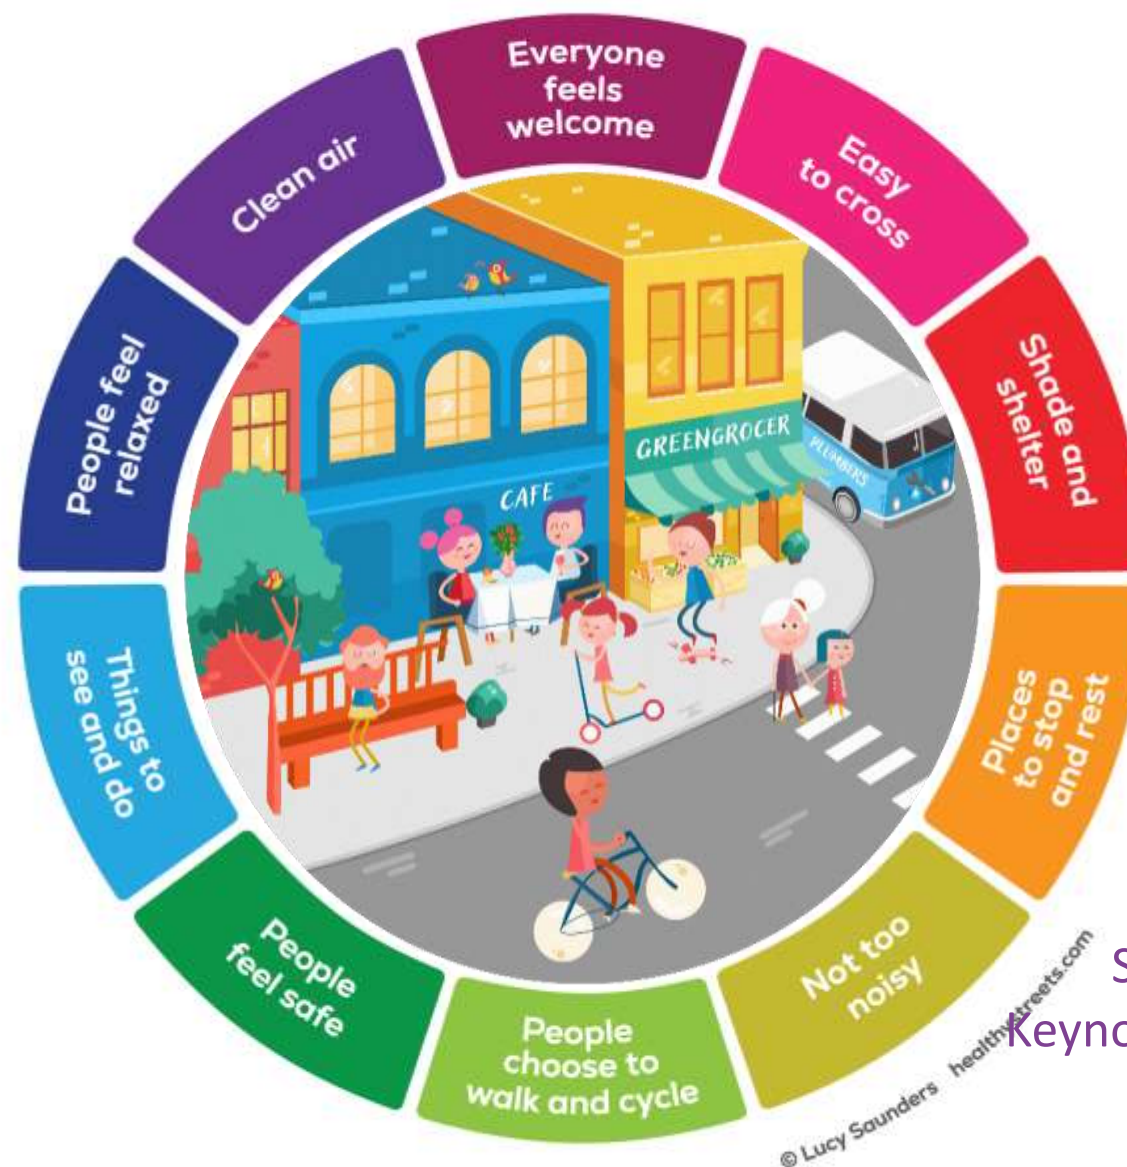 Everyone
feels
welcome
Easy
to cross
Shade and
shelter
Places
to stop
and rest
Not too
noisy
People
choose to
walk and cycle
People
feel safe
Things to
see and do
People feel
relaxed
Clean air
CAFE
GREENGROCER
PLUMBERS
© Lucy Saunders healthystreets.com